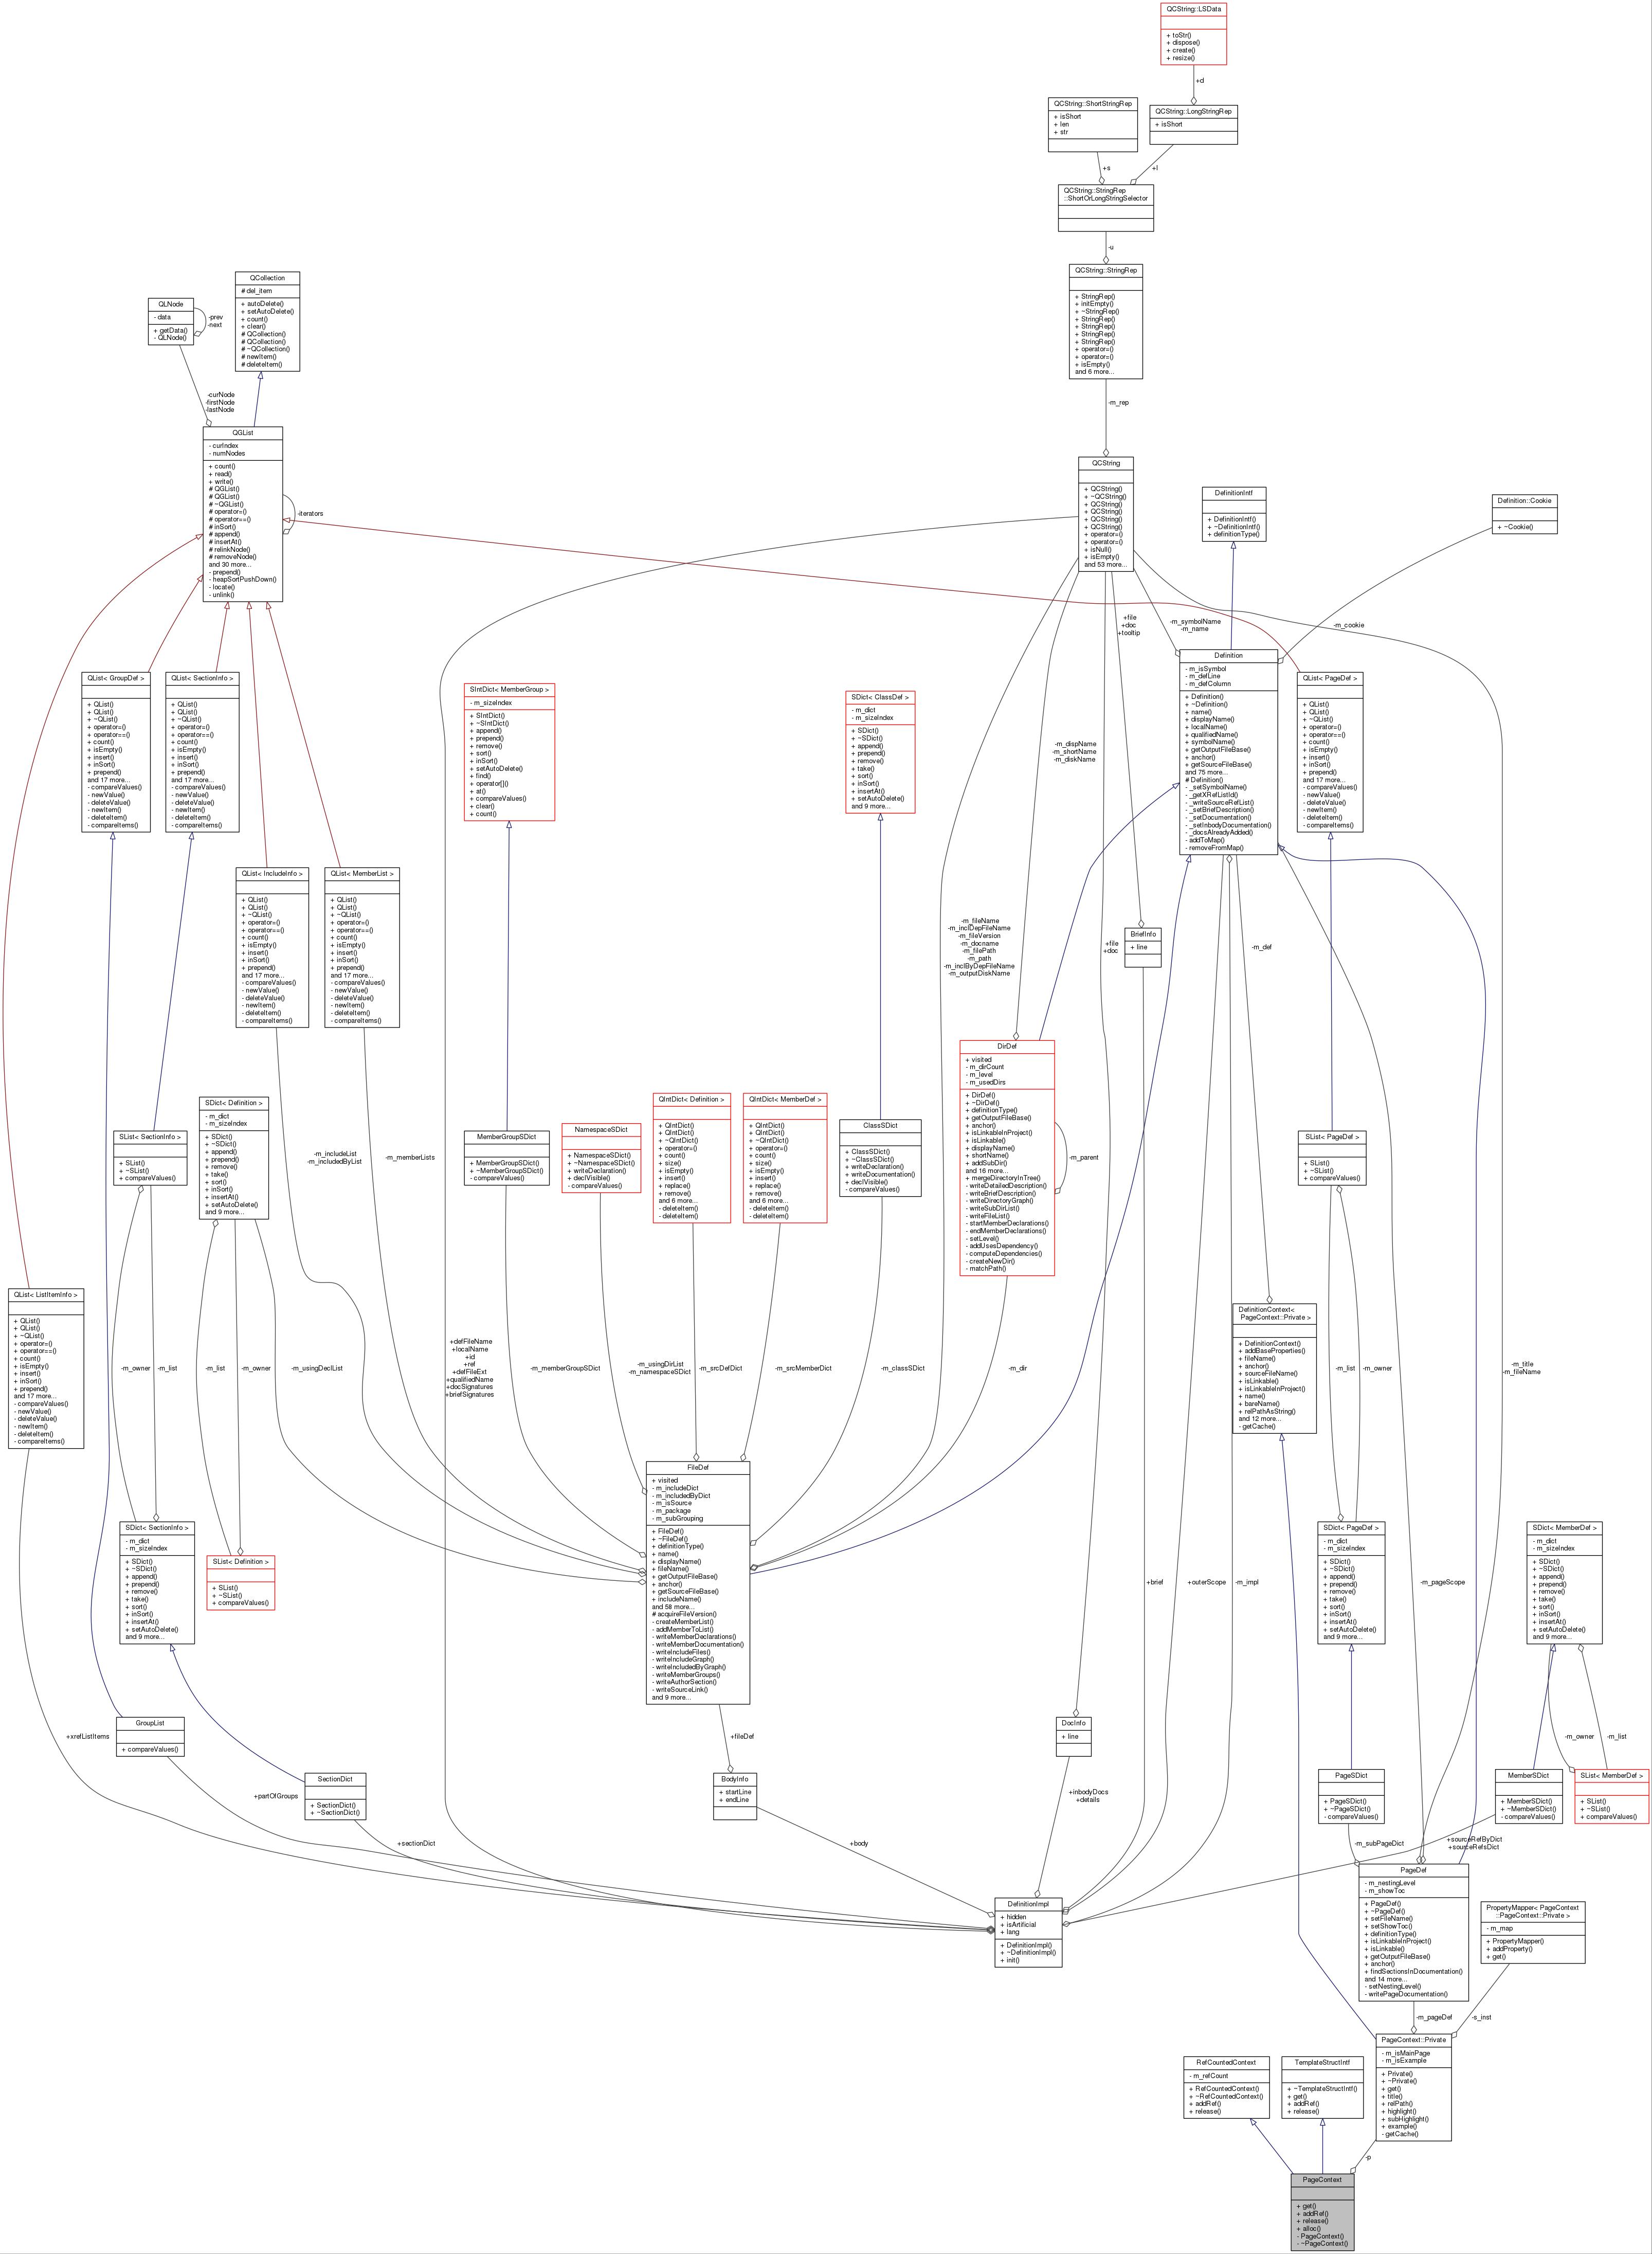 QCString::LSData
+ toStr()
+ dispose()
+ create()
+ resize()
+d
QCString::ShortStringRep
+ isShort
+ len
+ str
QCString::LongStringRep
+ isShort
+s
+l
QCString::StringRep
::ShortOrLongStringSelector
-u
QCString::StringRep
+ StringRep()
+ initEmpty()
+ ~StringRep()
+ StringRep()
+ StringRep()
+ StringRep()
+ StringRep()
+ operator=()
+ operator=()
+ isEmpty()
and 6 more...
-m_rep
QCollection
# del_item
+ autoDelete()
+ setAutoDelete()
+ count()
+ clear()
# QCollection()
# QCollection()
# ~QCollection()
# newItem()
# deleteItem()
QLNode
- data
+ getData()
- QLNode()
-prev
-next
-curNode
-firstNode
-lastNode
QGList
- curIndex
- numNodes
+ count()
+ read()
+ write()
# QGList()
# QGList()
# ~QGList()
# operator=()
# operator==()
# inSort()
# append()
# insertAt()
# relinkNode()
# removeNode()
and 30 more...
- prepend()
- heapSortPushDown()
- locate()
- unlink()
-iterators
QCString
+ QCString()
+ ~QCString()
+ QCString()
+ QCString()
+ QCString()
+ QCString()
+ operator=()
+ operator=()
+ isNull()
+ isEmpty()
and 53 more...
DefinitionIntf
+ DefinitionIntf()
+ ~DefinitionIntf()
+ definitionType()
Definition::Cookie
+ ~Cookie()
+file
+doc
+tooltip
-m_symbolName
-m_name
-m_cookie
Definition
- m_isSymbol
- m_defLine
- m_defColumn
+ Definition()
+ ~Definition()
+ name()
+ displayName()
+ localName()
+ qualifiedName()
+ symbolName()
+ getOutputFileBase()
+ anchor()
+ getSourceFileBase()
and 75 more...
# Definition()
- _setSymbolName()
- _getXRefListId()
- _writeSourceRefList()
- _setBriefDescription()
- _setDocumentation()
- _setInbodyDocumentation()
- _docsAlreadyAdded()
- addToMap()
- removeFromMap()
QList< GroupDef >
+ QList()
+ QList()
+ ~QList()
+ operator=()
+ operator==()
+ count()
+ isEmpty()
+ insert()
+ inSort()
+ prepend()
and 17 more...
- compareValues()
- newValue()
- deleteValue()
- newItem()
- deleteItem()
- compareItems()
QList< SectionInfo >
+ QList()
+ QList()
+ ~QList()
+ operator=()
+ operator==()
+ count()
+ isEmpty()
+ insert()
+ inSort()
+ prepend()
and 17 more...
- compareValues()
- newValue()
- deleteValue()
- newItem()
- deleteItem()
- compareItems()
QList< PageDef >
+ QList()
+ QList()
+ ~QList()
+ operator=()
+ operator==()
+ count()
+ isEmpty()
+ insert()
+ inSort()
+ prepend()
and 17 more...
- compareValues()
- newValue()
- deleteValue()
- newItem()
- deleteItem()
- compareItems()
SIntDict< MemberGroup >
- m_sizeIndex
+ SIntDict()
+ ~SIntDict()
+ append()
+ prepend()
+ remove()
+ sort()
+ inSort()
+ setAutoDelete()
+ find()
+ operator[]()
+ at()
+ compareValues()
+ clear()
+ count()
SDict< ClassDef >
- m_dict
- m_sizeIndex
+ SDict()
+ ~SDict()
+ append()
+ prepend()
+ remove()
+ take()
+ sort()
+ inSort()
+ insertAt()
+ setAutoDelete()
and 9 more...
-m_dispName
-m_shortName
-m_diskName
QList< IncludeInfo >
+ QList()
+ QList()
+ ~QList()
+ operator=()
+ operator==()
+ count()
+ isEmpty()
+ insert()
+ inSort()
+ prepend()
and 17 more...
- compareValues()
- newValue()
- deleteValue()
- newItem()
- deleteItem()
- compareItems()
QList< MemberList >
+ QList()
+ QList()
+ ~QList()
+ operator=()
+ operator==()
+ count()
+ isEmpty()
+ insert()
+ inSort()
+ prepend()
and 17 more...
- compareValues()
- newValue()
- deleteValue()
- newItem()
- deleteItem()
- compareItems()
-m_fileName
-m_inclDepFileName
-m_fileVersion
-m_docname
-m_filePath
-m_path
-m_inclByDepFileName
-m_outputDiskName
+file
+doc
BriefInfo
+ line
-m_def
DirDef
+ visited
- m_dirCount
- m_level
- m_usedDirs
+ DirDef()
+ ~DirDef()
+ definitionType()
+ getOutputFileBase()
+ anchor()
+ isLinkableInProject()
+ isLinkable()
+ displayName()
+ shortName()
+ addSubDir()
and 16 more...
+ mergeDirectoryInTree()
- writeDetailedDescription()
- writeBriefDescription()
- writeDirectoryGraph()
- writeSubDirList()
- writeFileList()
- startMemberDeclarations()
- endMemberDeclarations()
- setLevel()
- addUsesDependency()
- computeDependencies()
- createNewDir()
- matchPath()
-m_parent
SDict< Definition >
- m_dict
- m_sizeIndex
+ SDict()
+ ~SDict()
+ append()
+ prepend()
+ remove()
+ take()
+ sort()
+ inSort()
+ insertAt()
+ setAutoDelete()
and 9 more...
SList< SectionInfo >
+ SList()
+ ~SList()
+ compareValues()
-m_includeList
-m_includedByList
-m_memberLists
MemberGroupSDict
+ MemberGroupSDict()
+ ~MemberGroupSDict()
- compareValues()
NamespaceSDict
+ NamespaceSDict()
+ ~NamespaceSDict()
+ writeDeclaration()
+ declVisible()
- compareValues()
QIntDict< Definition >
+ QIntDict()
+ QIntDict()
+ ~QIntDict()
+ operator=()
+ count()
+ size()
+ isEmpty()
+ insert()
+ replace()
+ remove()
and 6 more...
- deleteItem()
- deleteItem()
QIntDict< MemberDef >
+ QIntDict()
+ QIntDict()
+ ~QIntDict()
+ operator=()
+ count()
+ size()
+ isEmpty()
+ insert()
+ replace()
+ remove()
and 6 more...
- deleteItem()
- deleteItem()
ClassSDict
+ ClassSDict()
+ ~ClassSDict()
+ writeDeclaration()
+ writeDocumentation()
+ declVisible()
- compareValues()
SList< PageDef >
+ SList()
+ ~SList()
+ compareValues()
QList< ListItemInfo >
+ QList()
+ QList()
+ ~QList()
+ operator=()
+ operator==()
+ count()
+ isEmpty()
+ insert()
+ inSort()
+ prepend()
and 17 more...
- compareValues()
- newValue()
- deleteValue()
- newItem()
- deleteItem()
- compareItems()
DefinitionContext<
PageContext::Private >
+ DefinitionContext()
+ addBaseProperties()
+ fileName()
+ anchor()
+ sourceFileName()
+ isLinkable()
+ isLinkableInProject()
+ name()
+ bareName()
+ relPathAsString()
and 12 more...
- getCache()
-m_owner
-m_list
-m_list
-m_owner
-m_usingDeclList
+defFileName
+localName
+id
+ref
+defFileExt
+qualifiedName
+docSignatures
+briefSignatures
-m_memberGroupSDict
-m_usingDirList
-m_namespaceSDict
-m_srcDefDict
-m_srcMemberDict
-m_classSDict
-m_dir
-m_list
-m_owner
-m_title
-m_fileName
FileDef
+ visited
- m_includeDict
- m_includedByDict
- m_isSource
- m_package
- m_subGrouping
+ FileDef()
+ ~FileDef()
+ definitionType()
+ name()
+ displayName()
+ fileName()
+ getOutputFileBase()
+ anchor()
+ getSourceFileBase()
+ includeName()
and 58 more...
# acquireFileVersion()
- createMemberList()
- addMemberToList()
- writeMemberDeclarations()
- writeMemberDocumentation()
- writeIncludeFiles()
- writeIncludeGraph()
- writeIncludedByGraph()
- writeMemberGroups()
- writeAuthorSection()
- writeSourceLink()
and 9 more...
SDict< SectionInfo >
- m_dict
- m_sizeIndex
+ SDict()
+ ~SDict()
+ append()
+ prepend()
+ remove()
+ take()
+ sort()
+ inSort()
+ insertAt()
+ setAutoDelete()
and 9 more...
SList< Definition >
+ SList()
+ ~SList()
+ compareValues()
+brief
+outerScope
-m_impl
SDict< PageDef >
- m_dict
- m_sizeIndex
+ SDict()
+ ~SDict()
+ append()
+ prepend()
+ remove()
+ take()
+ sort()
+ inSort()
+ insertAt()
+ setAutoDelete()
and 9 more...
-m_pageScope
SDict< MemberDef >
- m_dict
- m_sizeIndex
+ SDict()
+ ~SDict()
+ append()
+ prepend()
+ remove()
+ take()
+ sort()
+ inSort()
+ insertAt()
+ setAutoDelete()
and 9 more...
+xrefListItems
GroupList
+ compareValues()
+fileDef
DocInfo
+ line
-m_owner
-m_list
SectionDict
+ SectionDict()
+ ~SectionDict()
+partOfGroups
BodyInfo
+ startLine
+ endLine
+inbodyDocs
+details
PageSDict
+ PageSDict()
+ ~PageSDict()
- compareValues()
MemberSDict
+ MemberSDict()
+ ~MemberSDict()
- compareValues()
SList< MemberDef >
+ SList()
+ ~SList()
+ compareValues()
+sectionDict
+body
-m_subPageDict
+sourceRefByDict
+sourceRefsDict
DefinitionImpl
+ hidden
+ isArtificial
+ lang
+ DefinitionImpl()
+ ~DefinitionImpl()
+ init()
PageDef
- m_nestingLevel
- m_showToc
+ PageDef()
+ ~PageDef()
+ setFileName()
+ setShowToc()
+ definitionType()
+ isLinkableInProject()
+ isLinkable()
+ getOutputFileBase()
+ anchor()
+ findSectionsInDocumentation()
and 14 more...
- setNestingLevel()
- writePageDocumentation()
PropertyMapper< PageContext
::PageContext::Private >
- m_map
+ PropertyMapper()
+ addProperty()
+ get()
-m_pageDef
-s_inst
RefCountedContext
- m_refCount
+ RefCountedContext()
+ ~RefCountedContext()
+ addRef()
+ release()
TemplateStructIntf
+ ~TemplateStructIntf()
+ get()
+ addRef()
+ release()
PageContext::Private
- m_isMainPage
- m_isExample
+ Private()
+ ~Private()
+ get()
+ title()
+ relPath()
+ highlight()
+ subHighlight()
+ example()
- getCache()
-p
PageContext
+ get()
+ addRef()
+ release()
+ alloc()
- PageContext()
- ~PageContext()